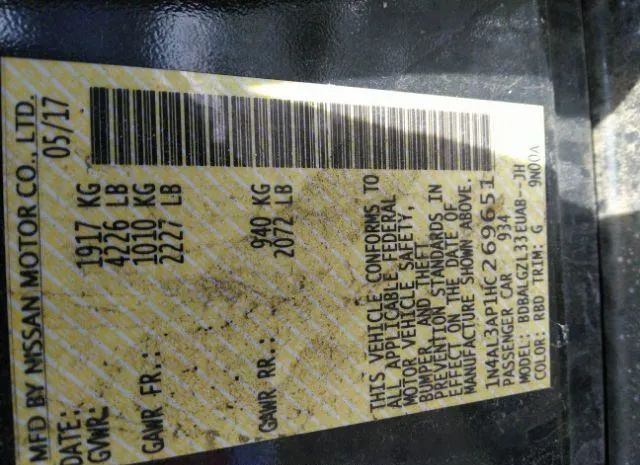 MFD BY NISSAN MOTOR CO., LTD.
DATE: 05/17
GVWR: 1917 KG
4226 LB
GAWR FR.: 1010 KG
2227 LB
GAWR RR.: 940 KG
2072 LB
THIS VEHICLE CONFORMS TO
ALL APPLICABLE FEDERAL
MOTOR VEHICLE SAFETY,
BUMPER, AND THEFT
PREVENTION STANDARDS IN
EFFECT ON THE DATE OF
MANUFACTURE SHOWN ABOVE.
1N4AL3AP1HC269651
PASSENGER CAR 934
MODEL: BDBALGZL33EUAB--JH
COLOR: RBD TRIM: G 9N00A